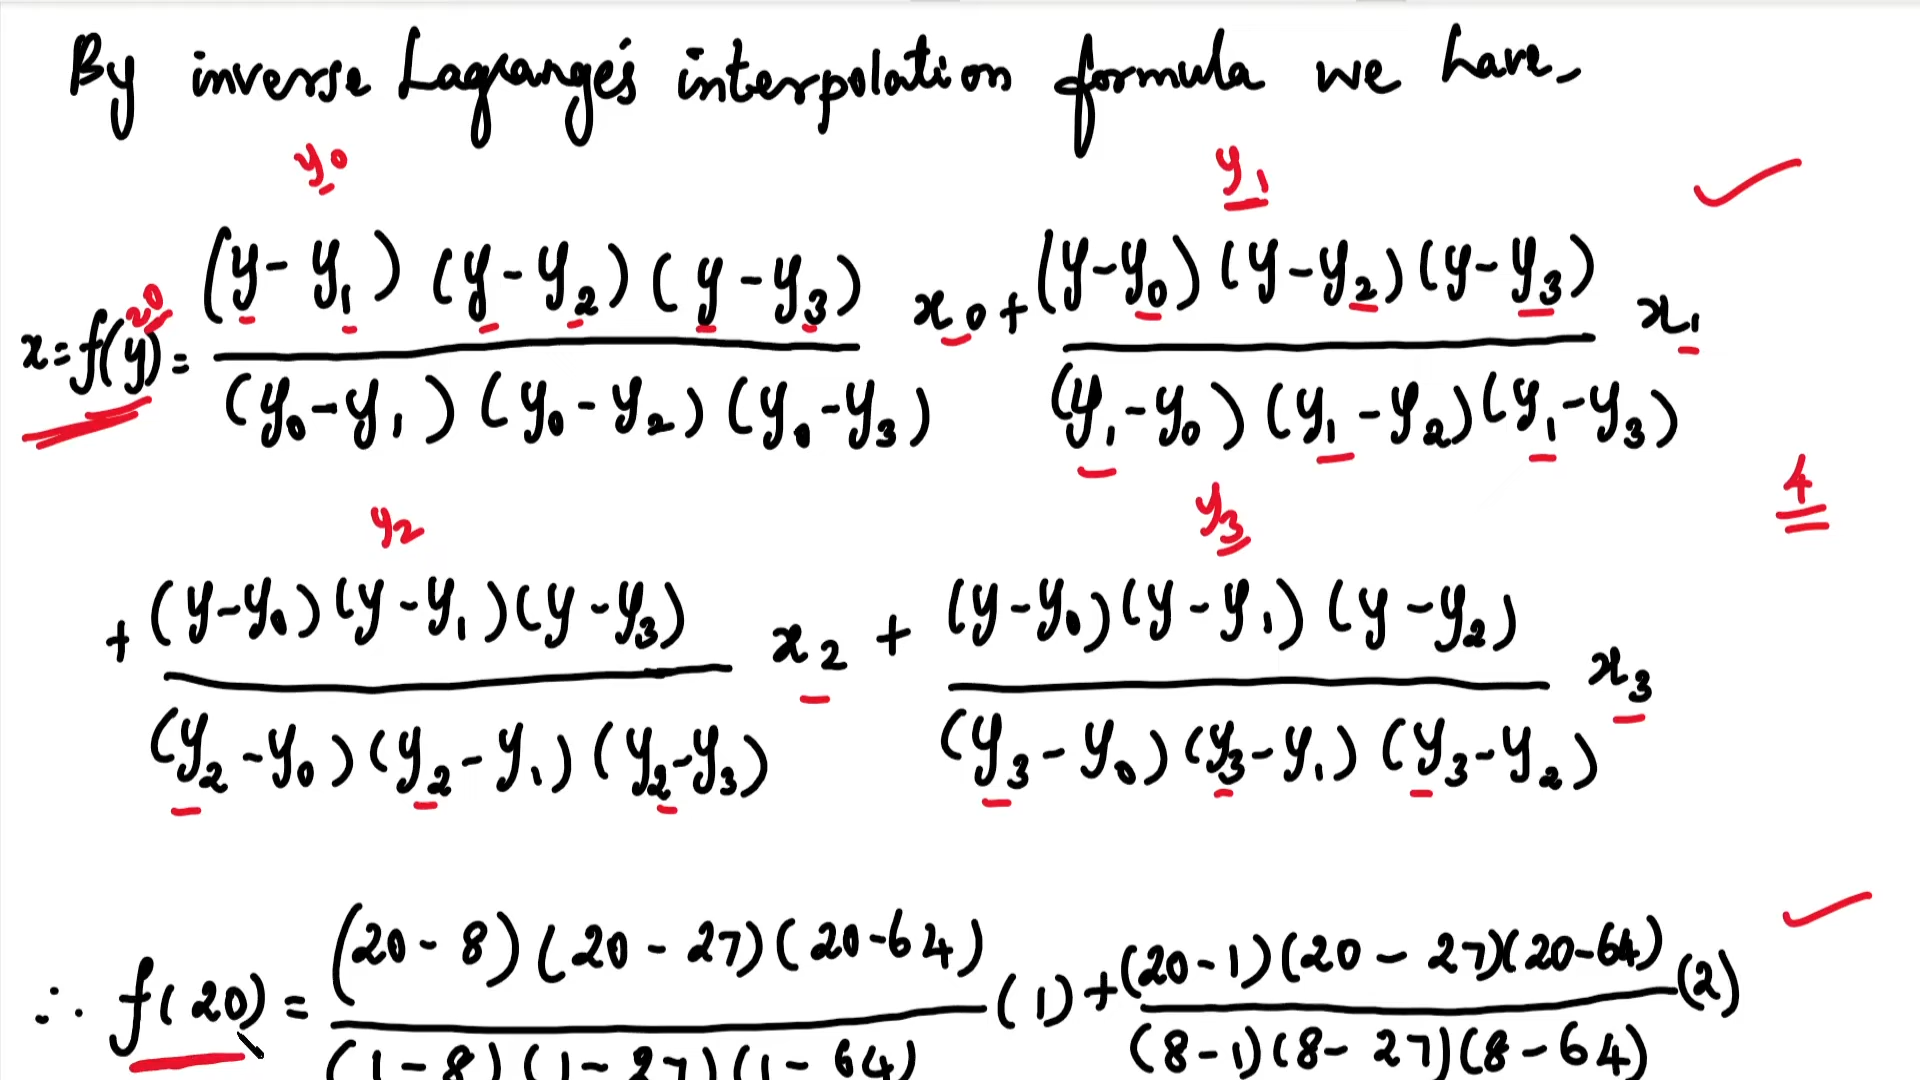 By inverse Lagrange's interpolation formula we have,
y0 y1
x = f(y) = (y-y1)(y-y2)(y-y3) / (y0-y1)(y0-y2)(y0-y3) x0 + (y-y0)(y-y2)(y-y3) / (y1-y0)(y1-y2)(y1-y3) x1
20
4
y2 y3
+ (y-y0)(y-y1)(y-y3) / (y2-y0)(y2-y1)(y2-y3) x2 + (y-y0)(y-y1)(y-y2) / (y3-y0)(y3-y1)(y3-y2) x3
∴ f(20) = (20-8)(20-27)(20-64) / (1-8)(1-27)(1-64) (1) + (20-1)(20-27)(20-64) / (8-1)(8-27)(8-64) (2)